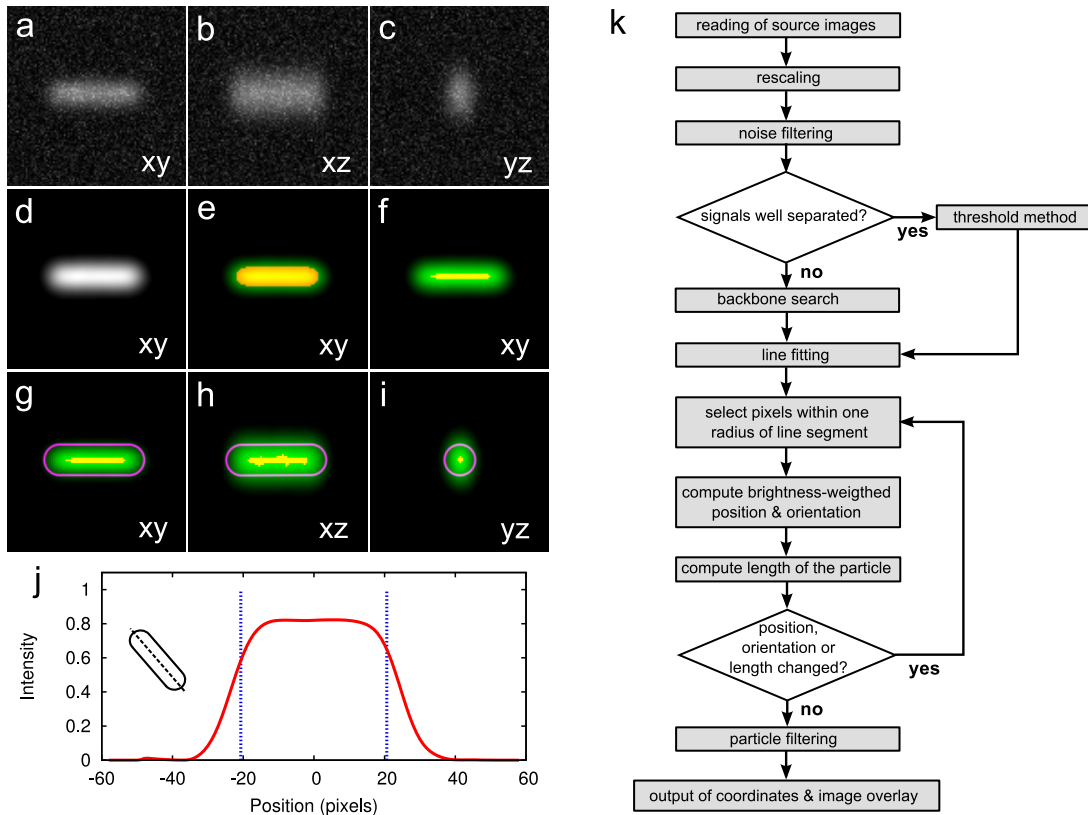 a
xy
b
xz
c
yz
d
xy
e
xy
f
xy
g
xy
h
xz
i
yz
j
1
0.8
0.6
0.4
0.2
0
Intensity
-60
-40
-20
0
20
40
60
Position (pixels)
k
reading of source images
rescaling
noise filtering
signals well separated?
yes
threshold method
no
backbone search
line fitting
select pixels within one
radius of line segment
compute brightness-weigthed
position & orientation
compute length of the particle
position,
orientation or
length changed?
yes
no
particle filtering
output of coordinates & image overlay